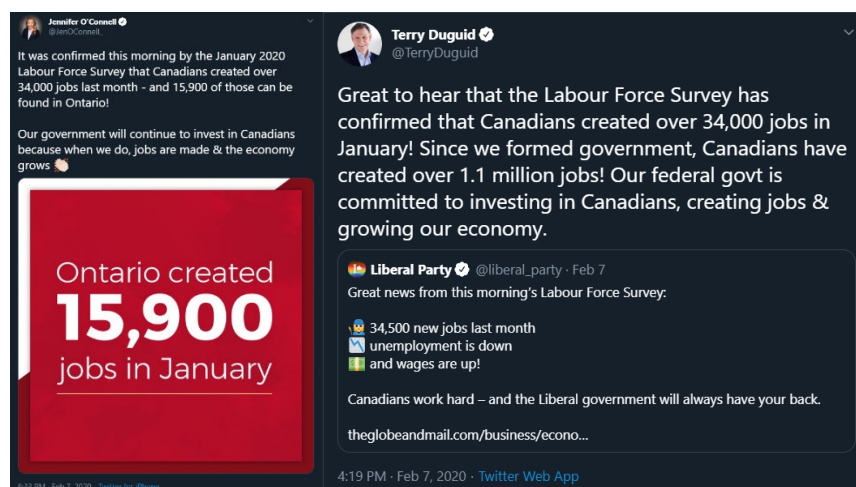 Jennifer O'Connell
@JenOConnell_
It was confirmed this morning by the January 2020
Labour Force Survey that Canadians created over
34,000 jobs last month - and 15,900 of those can be
found in Ontario!
Our government will continue to invest in Canadians
because when we do, jobs are made & the economy
grows 👏🏻
Ontario created
15,900
jobs in January
Terry Duguid
@TerryDuguid
Great to hear that the Labour Force Survey has
confirmed that Canadians created over 34,000 jobs in
January! Since we formed government, Canadians have
created over 1.1 million jobs! Our federal govt is
committed to investing in Canadians, creating jobs &
growing our economy.
Liberal Party @liberal_party · Feb 7
Great news from this morning's Labour Force Survey:
34,500 new jobs last month
📉 unemployment is down
💵 and wages are up!
Canadians work hard – and the Liberal government will always have your back.
theglobeandmail.com/business/econo...
4:19 PM · Feb 7, 2020 · Twitter Web App